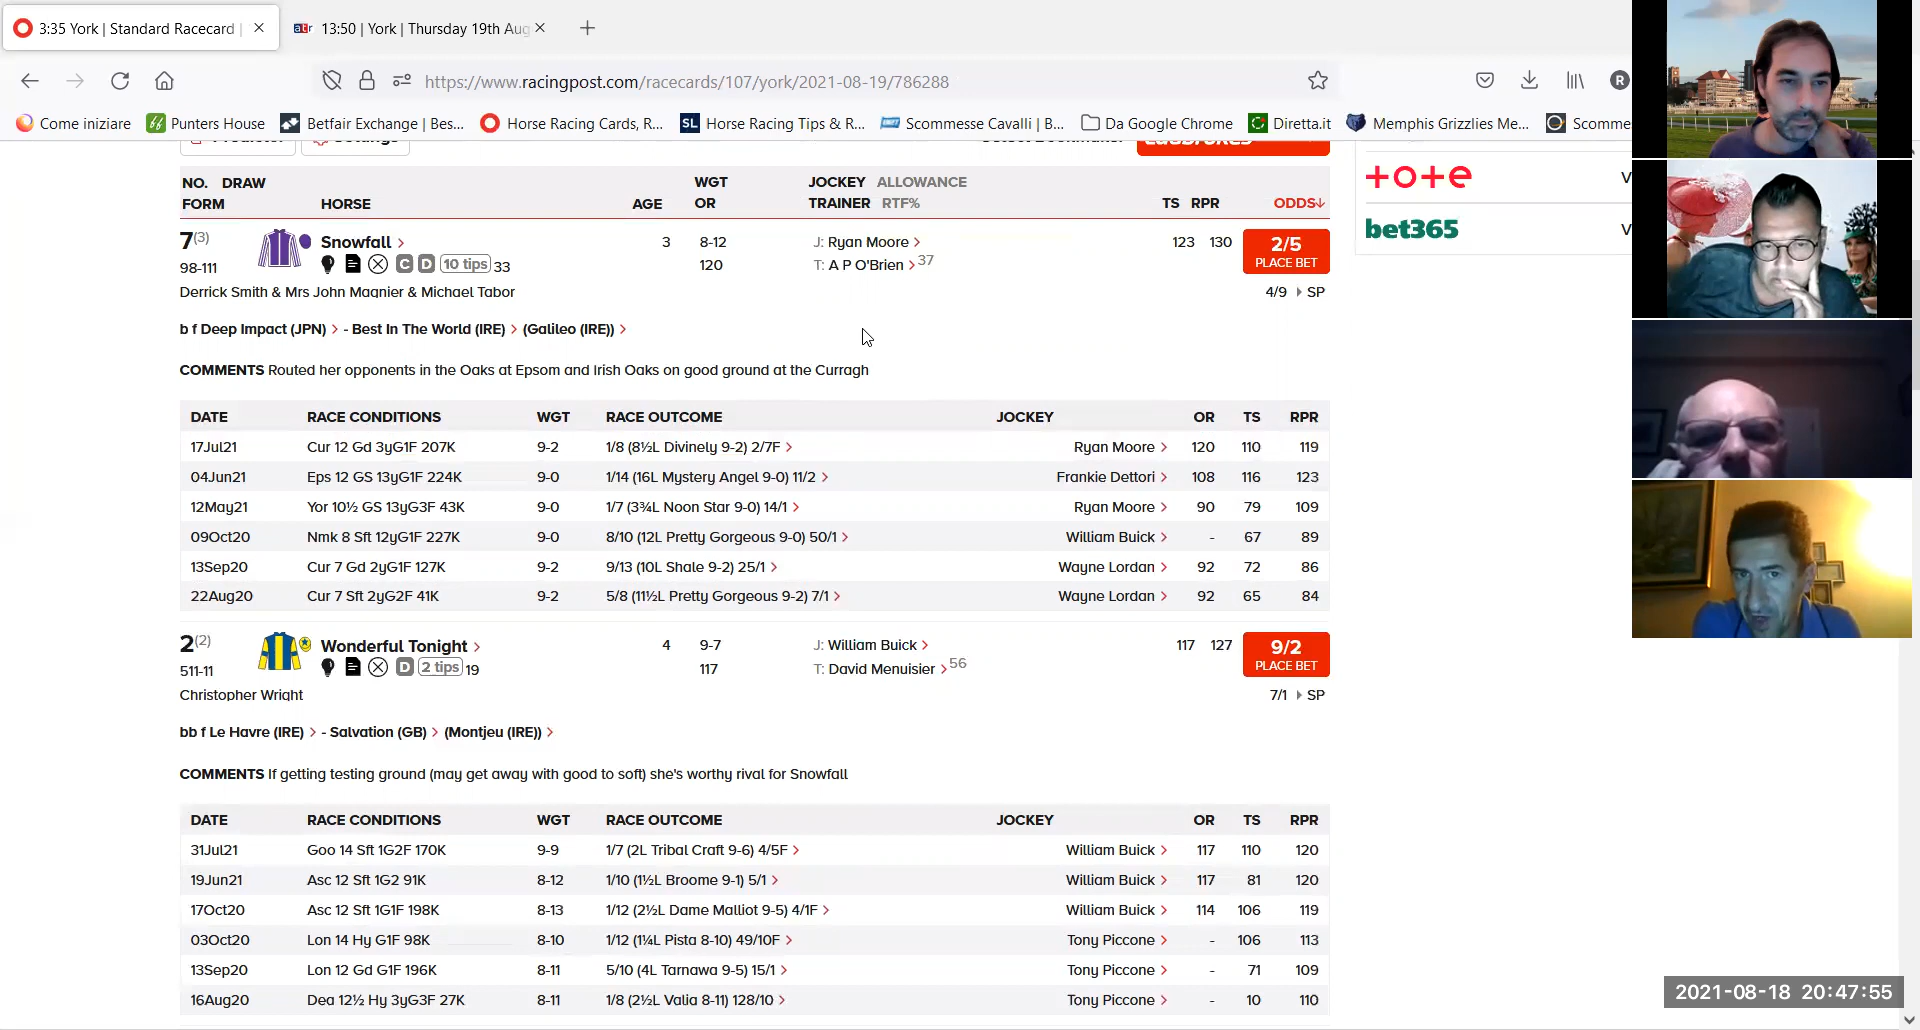 3:35 York | Standard Racecard |
atr 13:50 | York | Thursday 19th Aug
https://www.racingpost.com/racecards/107/york/2021-08-19/786288
R
Come iniziare Punters House Betfair Exchange | Bes... Horse Racing Cards, R... SL Horse Racing Tips & R... Scommesse Cavalli | B... Da Google Chrome Diretta.it Memphis Grizzlies Me... Scomme
NO. DRAW WGT JOCKEY ALLOWANCE
FORM HORSE AGE OR TRAINER RTF% TS RPR ODDS
7(3) Snowfall 3 8-12 J: Ryan Moore 123 130 2/5
98-111 C D 10 tips 33 120 T: A P O'Brien 37 PLACE BET
Derrick Smith & Mrs John Magnier & Michael Tabor 4/9 SP
b f Deep Impact (JPN) - Best In The World (IRE) (Galileo (IRE))
COMMENTS Routed her opponents in the Oaks at Epsom and Irish Oaks on good ground at the Curragh
DATE RACE CONDITIONS WGT RACE OUTCOME JOCKEY OR TS RPR
17Jul21 Cur 12 Gd 3yG1F 207K 9-2 1/8 (8½L Divinely 9-2) 2/7F Ryan Moore 120 110 119
04Jun21 Eps 12 GS 13yG1F 224K 9-0 1/14 (16L Mystery Angel 9-0) 11/2 Frankie Dettori 108 116 123
12May21 Yor 10½ GS 13yG3F 43K 9-0 1/7 (3¾L Noon Star 9-0) 14/1 Ryan Moore 90 79 109
09Oct20 Nmk 8 Sft 12yG1F 227K 9-0 8/10 (12L Pretty Gorgeous 9-0) 50/1 William Buick - 67 89
13Sep20 Cur 7 Gd 2yG1F 127K 9-2 9/13 (10L Shale 9-2) 25/1 Wayne Lordan 92 72 86
22Aug20 Cur 7 Sft 2yG2F 41K 9-2 5/8 (11½L Pretty Gorgeous 9-2) 7/1 Wayne Lordan 92 65 84
2(2) Wonderful Tonight 4 9-7 J: William Buick 117 127 9/2
511-11 D 2 tips 19 117 T: David Menuisier 56 PLACE BET
Christopher Wright 7/1 SP
bb f Le Havre (IRE) - Salvation (GB) (Montjeu (IRE))
COMMENTS If getting testing ground (may get away with good to soft) she's worthy rival for Snowfall
DATE RACE CONDITIONS WGT RACE OUTCOME JOCKEY OR TS RPR
31Jul21 Goo 14 Sft 1G2F 170K 9-9 1/7 (2L Tribal Craft 9-6) 4/5F William Buick 117 110 120
19Jun21 Asc 12 Sft 1G2 91K 8-12 1/10 (1½L Broome 9-1) 5/1 William Buick 117 81 120
17Oct20 Asc 12 Sft 1G1F 198K 8-13 1/12 (2½L Dame Malliot 9-5) 4/1F William Buick 114 106 119
03Oct20 Lon 14 Hy G1F 98K 8-10 1/12 (1¼L Pista 8-10) 49/10F Tony Piccone - 106 113
13Sep20 Lon 12 Gd G1F 196K 8-11 5/10 (4L Tarnawa 9-5) 15/1 Tony Piccone - 71 109
16Aug20 Dea 12½ Hy 3yG3F 27K 8-11 1/8 (2½L Valia 8-11) 128/10 Tony Piccone - 10 110
tote V
bet365 V
2021-08-18 20:47:55